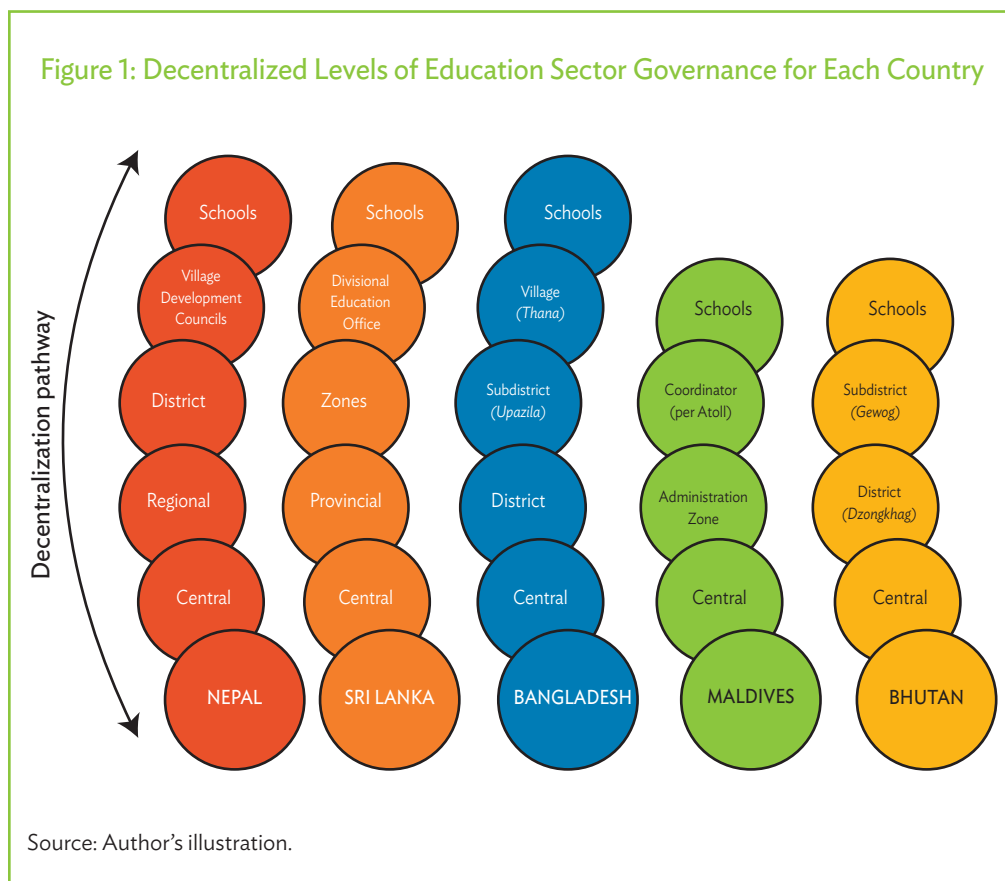 Figure 1: Decentralized Levels of Education Sector Governance for Each Country
Decentralization pathway
Schools
Village
Development
Councils
District
Regional
Central
NEPAL
Schools
Divisional
Education
Office
Zones
Provincial
Central
SRI LANKA
Schools
Village
(Thana)
Subdistrict
(Upazila)
District
Central
BANGLADESH
Schools
Coordinator
(per Atoll)
Administration
Zone
Central
MALDIVES
Schools
Subdistrict
(Gewog)
District
(Dzongkhag)
Central
BHUTAN
Source: Author’s illustration.